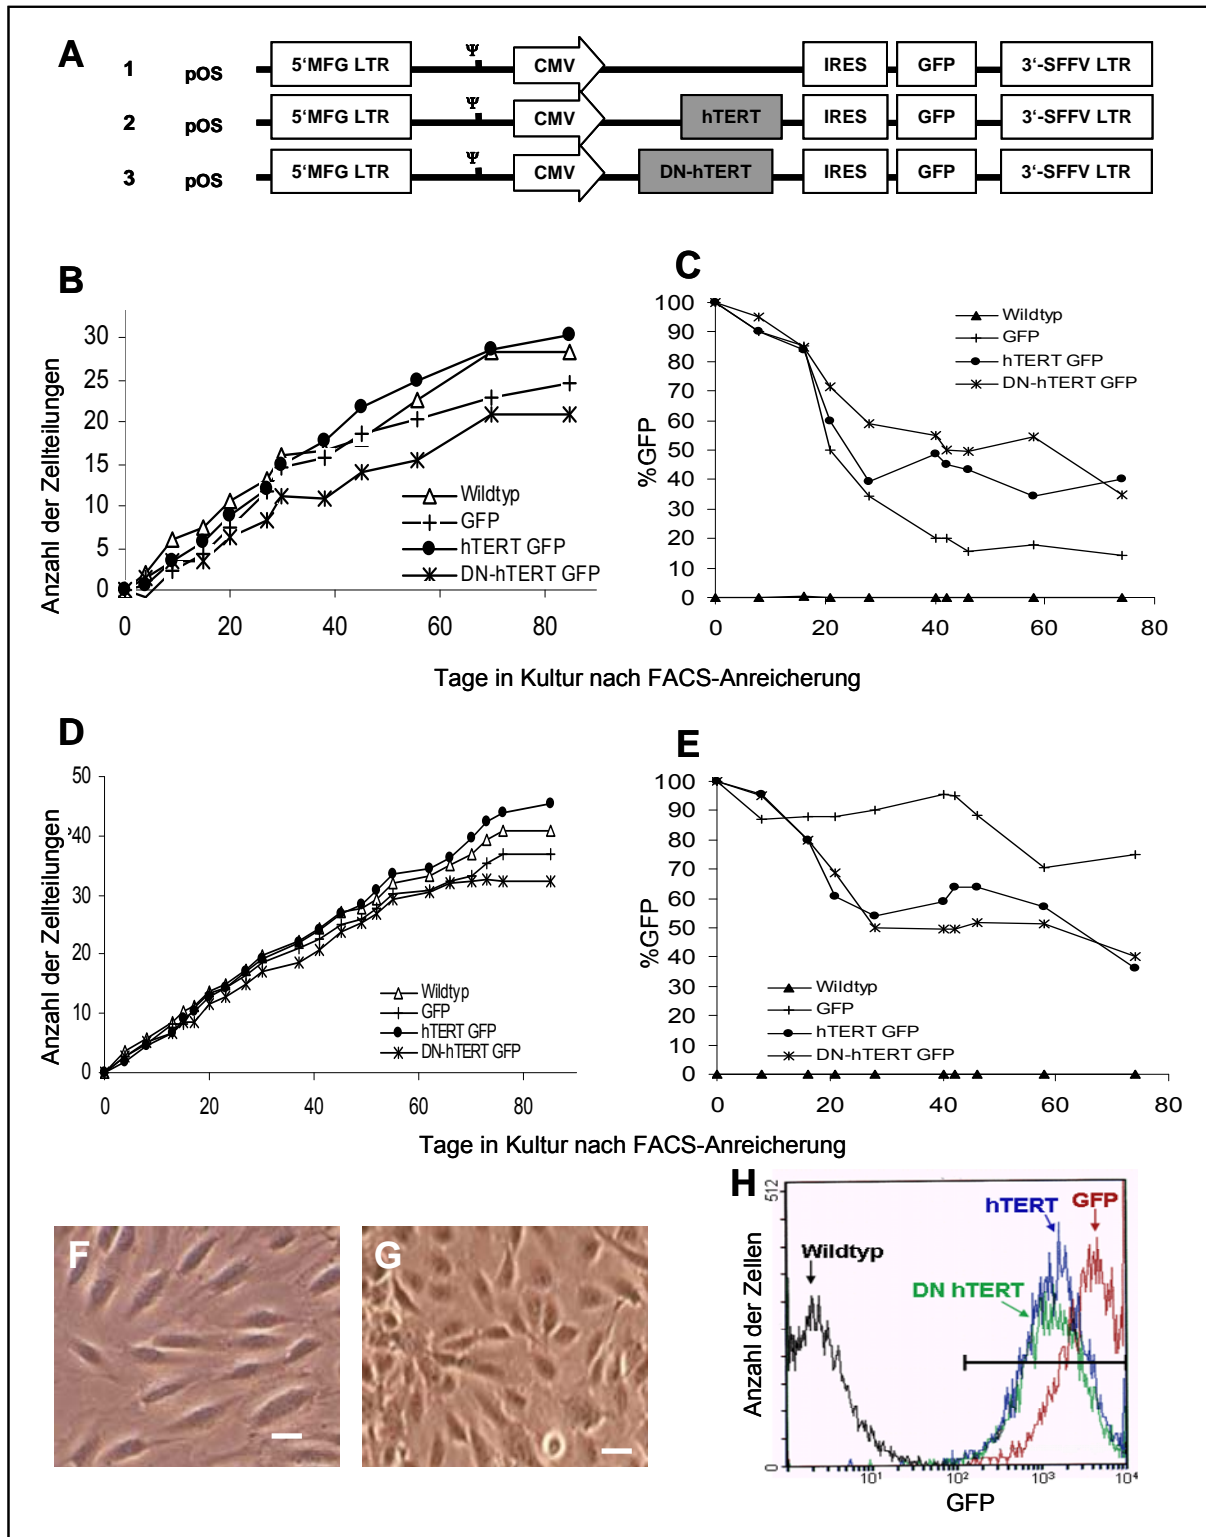 A
1 pOS 5‘MFG LTR Ψ CMV IRES GFP 3‘-SFFV LTR
2 pOS 5‘MFG LTR Ψ CMV hTERT IRES GFP 3‘-SFFV LTR
3 pOS 5‘MFG LTR Ψ CMV DN-hTERT IRES GFP 3‘-SFFV LTR
B
Anzahl der Zellteilungen
30
25
20
15
10
5
0
0 20 40 60 80
Wildtyp
GFP
hTERT GFP
DN-hTERT GFP
C
%GFP
100
90
80
70
60
50
40
30
20
10
0
0 20 40 60 80
Wildtyp
GFP
hTERT GFP
DN-hTERT GFP
Tage in Kultur nach FACS-Anreicherung
D
Anzahl der Zellteilungen
50
40
30
20
10
0
0 20 40 60 80
Wildtyp
GFP
hTERT GFP
DN-hTERT GFP
E
%GFP
100
90
80
70
60
50
40
30
20
10
0
0 20 40 60 80
Wildtyp
GFP
hTERT GFP
DN-hTERT GFP
Tage in Kultur nach FACS-Anreicherung
F
G
H
Anzahl der Zellen
512
0
Wildtyp
hTERT
GFP
DN hTERT
10¹ 10² 10³ 10⁴
GFP